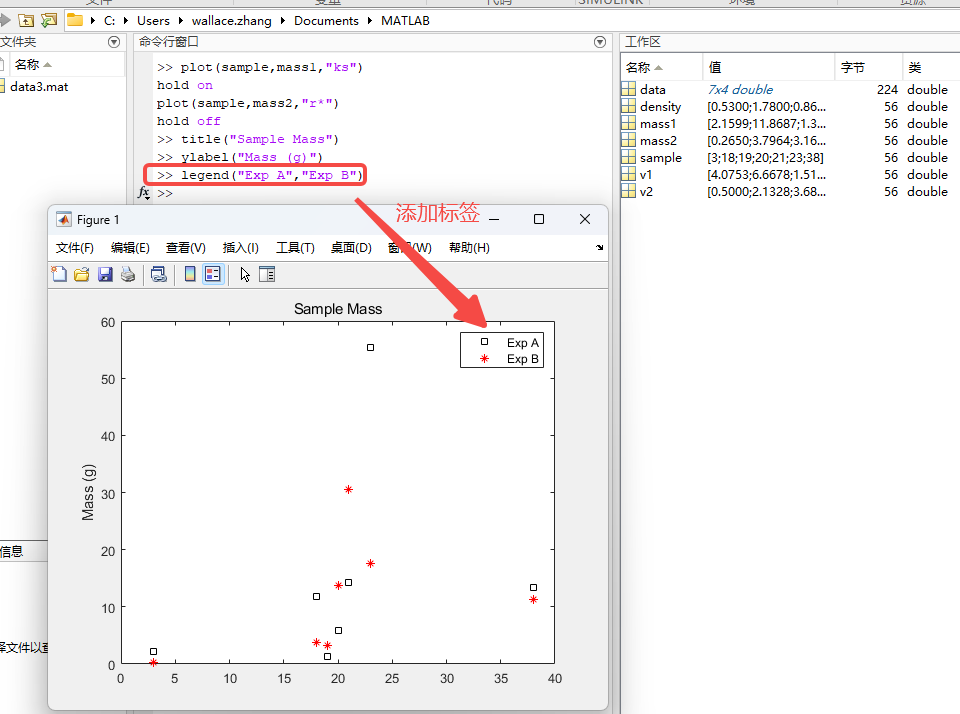 C: Users wallace.zhang Documents MATLAB
文件夹
名称
data3.mat
信息
命令行窗口
>> plot(sample,mass1,"ks")
hold on
plot(sample,mass2,"r*")
hold off
>> title("Sample Mass")
>> ylabel("Mass (g)")
>> legend("Exp A","Exp B")
fx >>
添加标签
工作区
名称 值 字节 类
data 7x4 double 224 double
density [0.5300;1.7800;0.86... 56 double
mass1 [2.1599;11.8687;1.3... 56 double
mass2 [0.2650;3.7964;3.16... 56 double
sample [3;18;19;20;21;23;38] 56 double
v1 [4.0753;6.6678;1.51... 56 double
v2 [0.5000;2.1328;3.68... 56 double
Figure 1
文件(F) 编辑(E) 查看(V) 插入(I) 工具(T) 桌面(D) 窗口(W) 帮助(H)
Sample Mass
Exp A
Exp B
Mass (g)
60
50
40
30
20
10
0
0 5 10 15 20 25 30 35 40